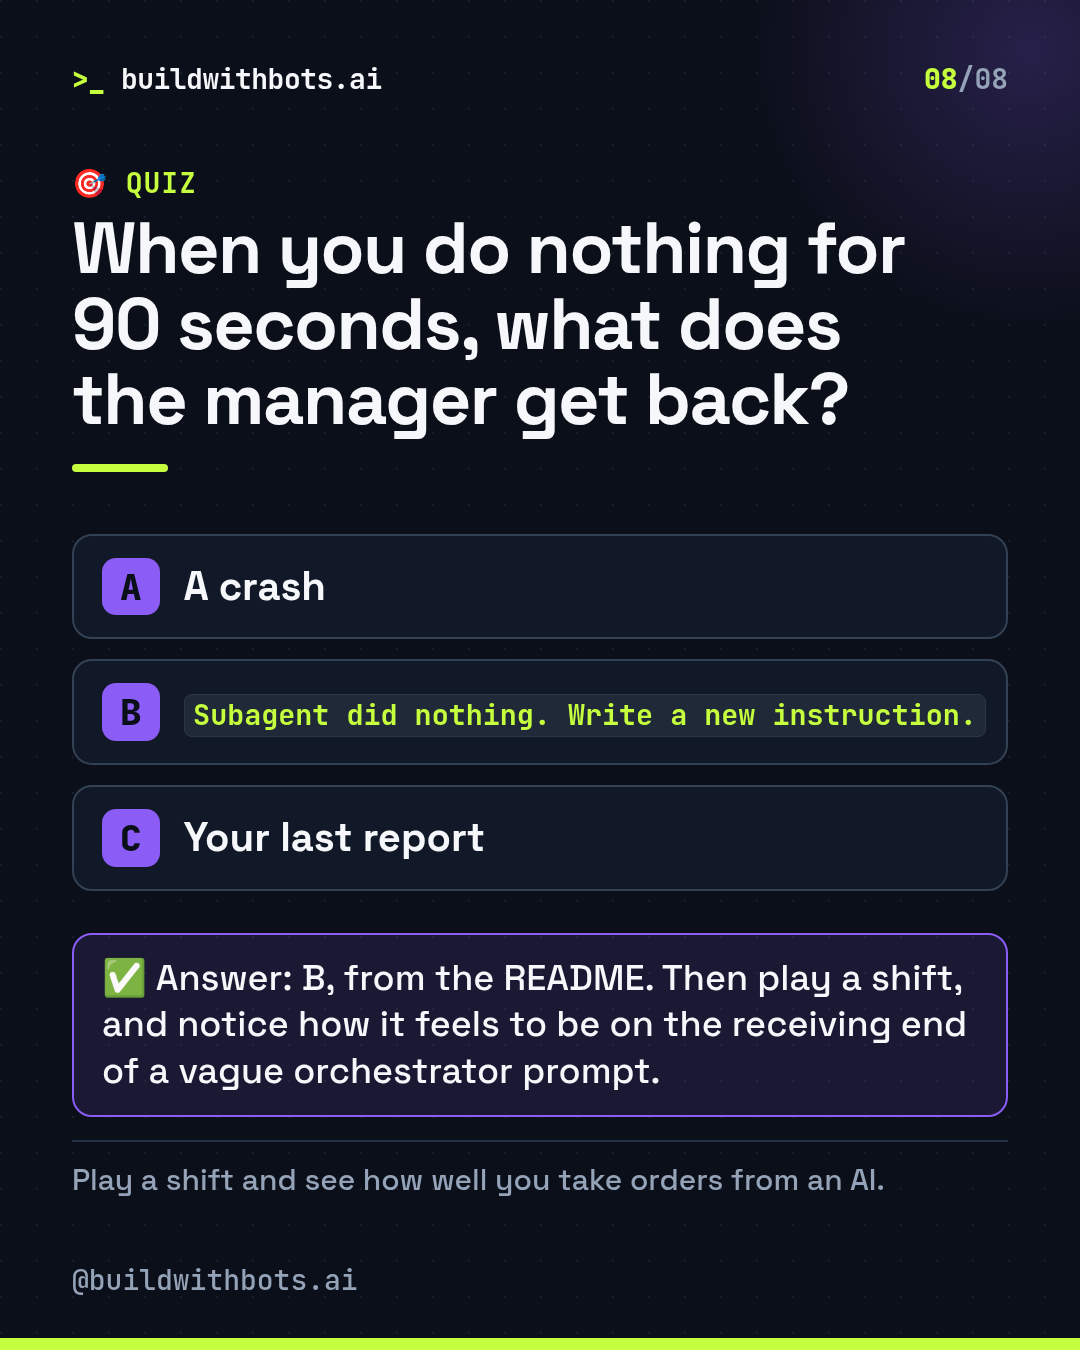 >_ buildwithbots.ai
08/08
🎯 QUIZ
When you do nothing for
90 seconds, what does
the manager get back?
A A crash
B Subagent did nothing. Write a new instruction.
C Your last report
✅ Answer: B, from the README. Then play a shift,
and notice how it feels to be on the receiving end
of a vague orchestrator prompt.
Play a shift and see how well you take orders from an AI.
@buildwithbots.ai